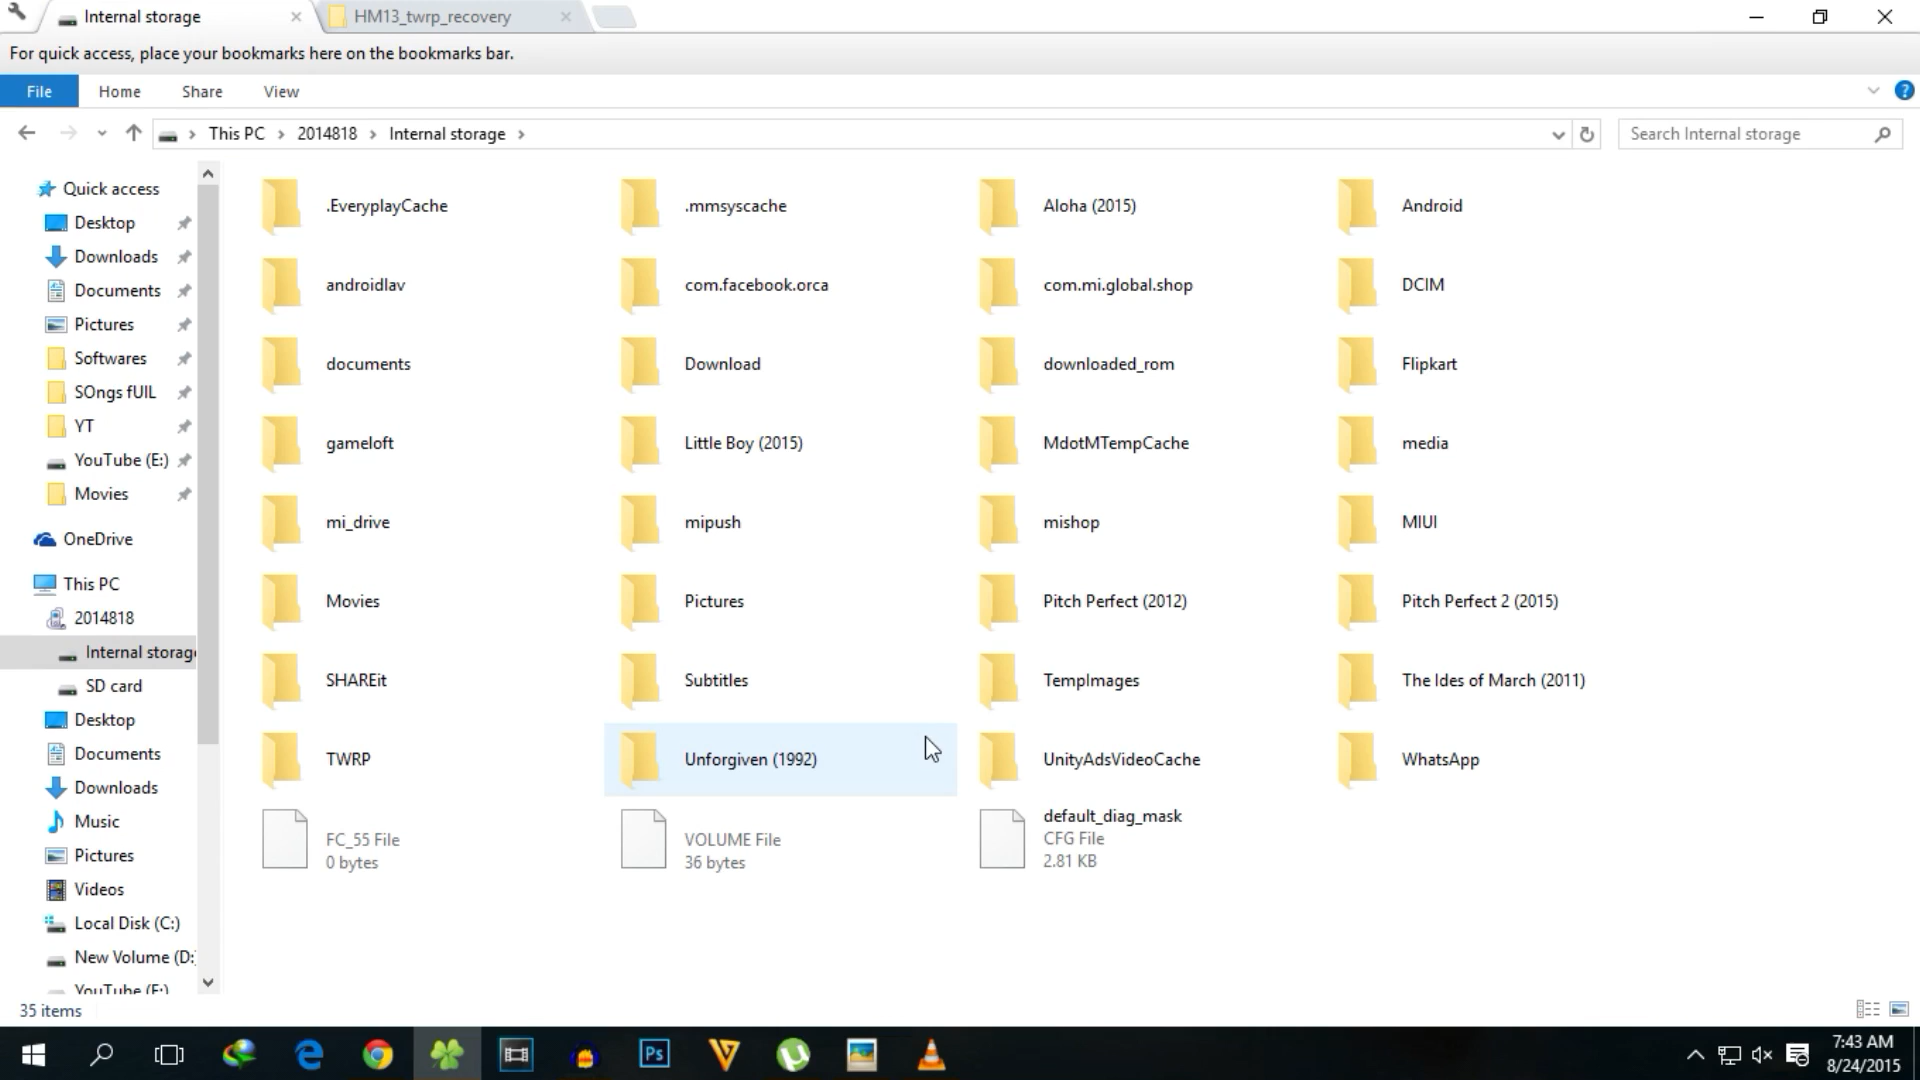 Internal storage
HM13_twrp_recovery
For quick access, place your bookmarks here on the bookmarks bar.
File Home Share View
This PC 2014818 Internal storage
Search Internal storage
Quick access
Desktop
Downloads
Documents
Pictures
Softwares
SOngs fUIL
YT
YouTube (E:)
Movies
OneDrive
This PC
2014818
Internal storage
SD card
Desktop
Documents
Downloads
Music
Pictures
Videos
Local Disk (C:)
New Volume (D:
YouTube (E:)
.EveryplayCache
.mmsyscache
Aloha (2015)
Android
androidlav
com.facebook.orca
com.mi.global.shop
DCIM
documents
Download
downloaded_rom
Flipkart
gameloft
Little Boy (2015)
MdotMTempCache
media
mi_drive
mipush
mishop
MIUI
Movies
Pictures
Pitch Perfect (2012)
Pitch Perfect 2 (2015)
SHAREit
Subtitles
TempImages
The Ides of March (2011)
TWRP
Unforgiven (1992)
UnityAdsVideoCache
WhatsApp
FC_55 File
0 bytes
VOLUME File
36 bytes
default_diag_mask
CFG File
2.81 KB
35 items
Ps
7:43 AM
8/24/2015